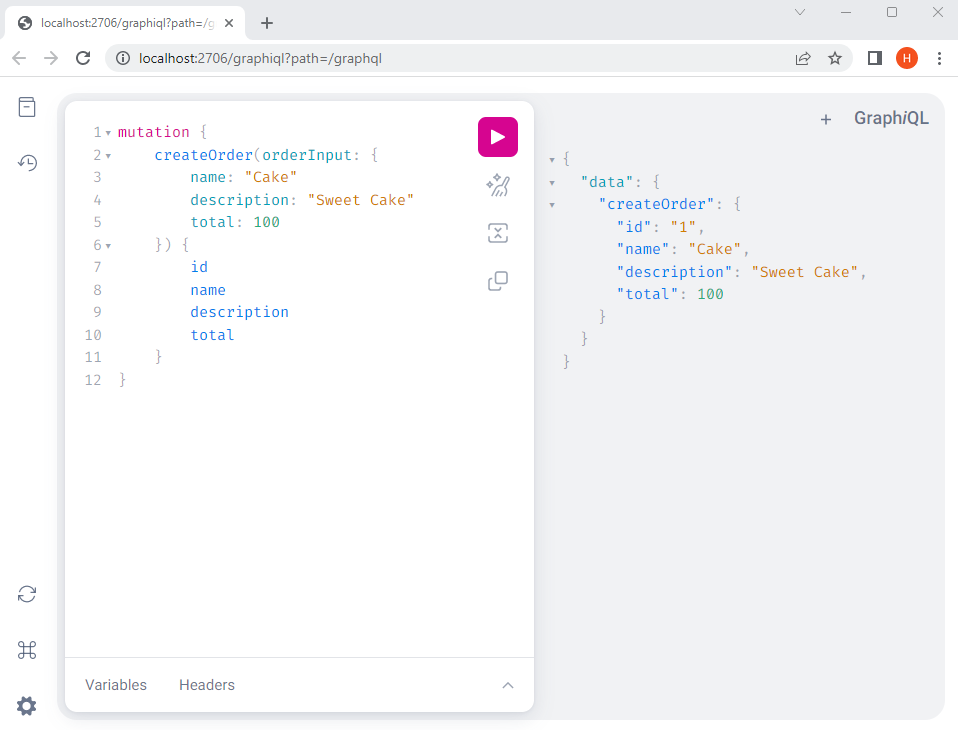 localhost:2706/graphiql?path=/g
localhost:2706/graphiql?path=/graphql
H
1 mutation {
2 createOrder(orderInput: {
3 name: "Cake"
4 description: "Sweet Cake"
5 total: 100
6 }) {
7 id
8 name
9 description
10 total
11 }
12 }
Variables Headers
+ GraphiQL
{
"data": {
"createOrder": {
"id": "1",
"name": "Cake",
"description": "Sweet Cake",
"total": 100
}
}
}